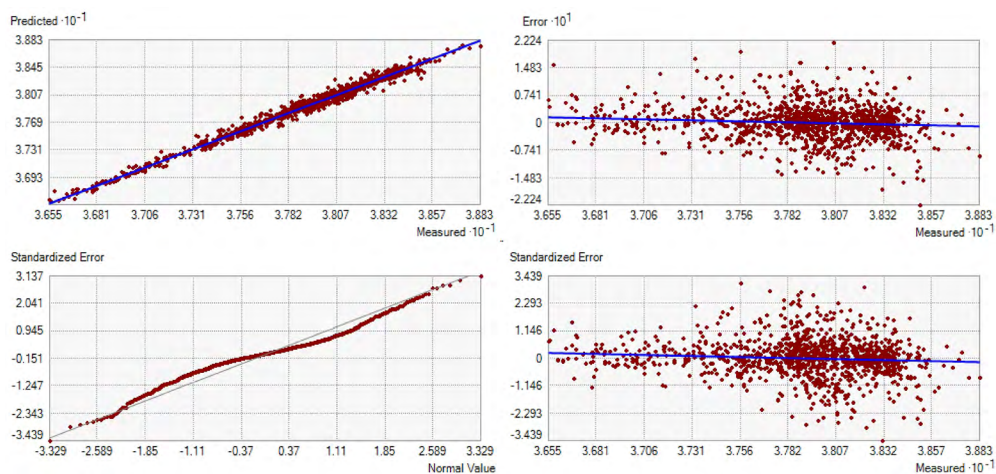 Predicted ·10⁻¹
3.883
3.845
3.807
3.769
3.731
3.693
3.655 3.681 3.706 3.731 3.756 3.782 3.807 3.832 3.857 3.883
Measured ·10⁻¹
Error ·10¹
2.224
1.483
0.741
0
-0.741
-1.483
-2.224
3.655 3.681 3.706 3.731 3.756 3.782 3.807 3.832 3.857 3.883
Measured ·10⁻¹
Standardized Error
3.137
2.041
0.945
-0.151
-1.247
-2.343
-3.439
-3.329 -2.589 -1.85 -1.11 -0.37 0.37 1.11 1.85 2.589 3.329
Normal Value
Standardized Error
3.439
2.293
1.146
0
-1.146
-2.293
-3.439
3.655 3.681 3.706 3.731 3.756 3.782 3.807 3.832 3.857 3.883
Measured ·10⁻¹